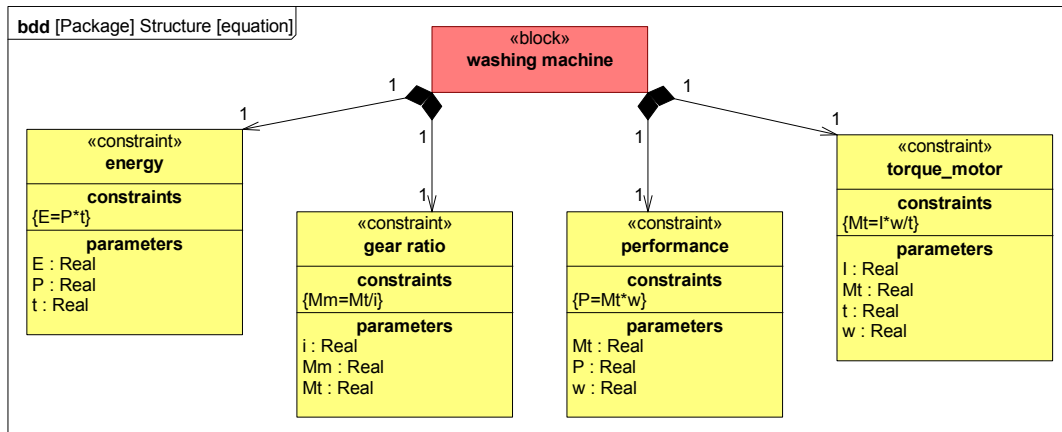 bdd [Package] Structure [equation]
«block»
washing machine
1
1
1
1
1
1
1
1
«constraint»
energy
constraints
{E=P*t}
parameters
E : Real
P : Real
t : Real
«constraint»
gear ratio
constraints
{Mm=Mt/i}
parameters
i : Real
Mm : Real
Mt : Real
«constraint»
performance
constraints
{P=Mt*w}
parameters
Mt : Real
P : Real
w : Real
«constraint»
torque_motor
constraints
{Mt=I*w/t}
parameters
I : Real
Mt : Real
t : Real
w : Real